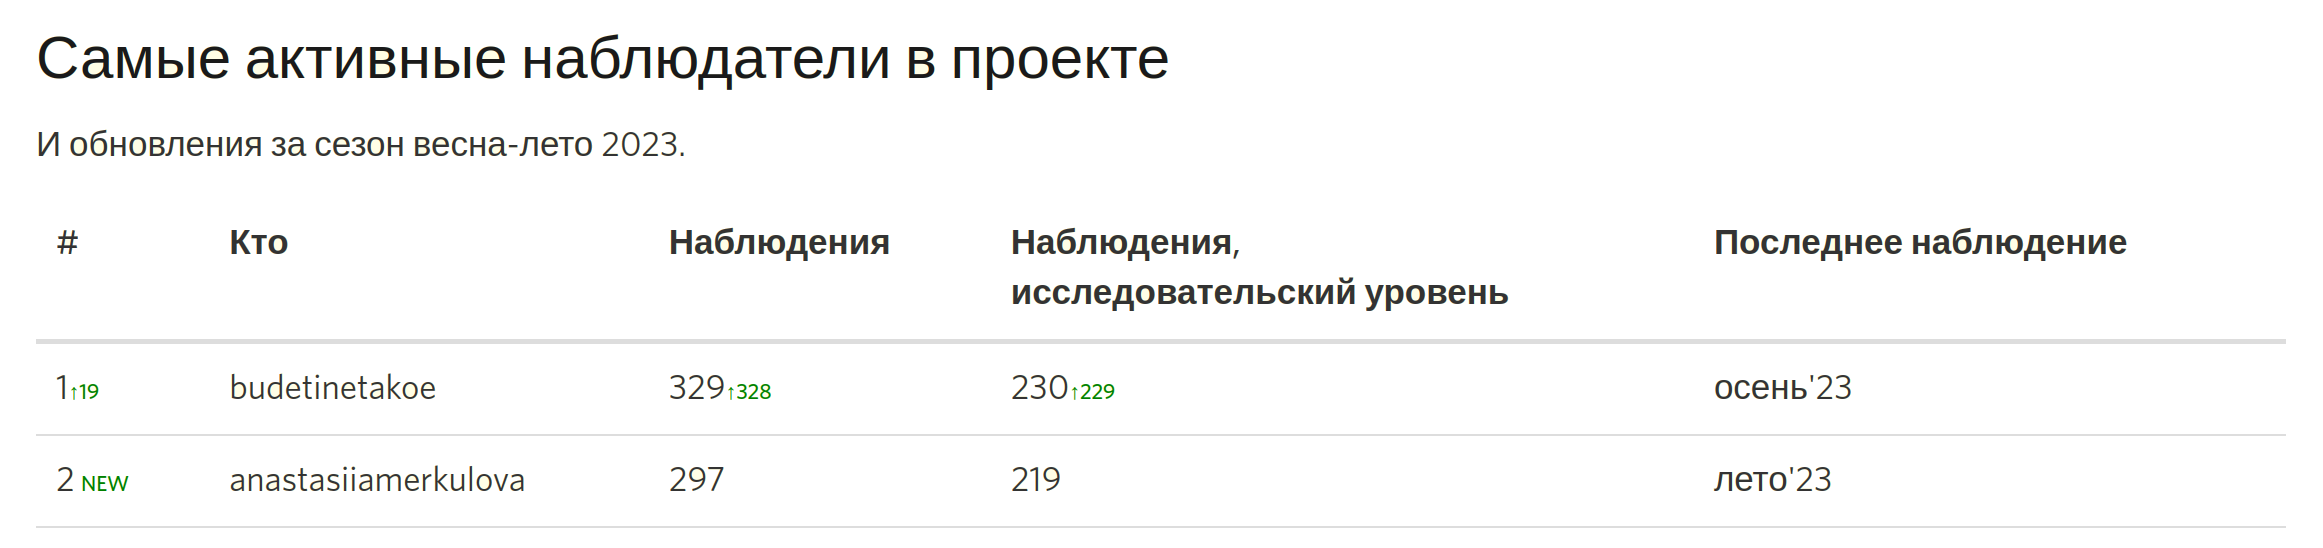 Самые активные наблюдатели в проекте
И обновления за сезон весна-лето 2023.
# Кто Наблюдения Наблюдения, исследовательский уровень Последнее наблюдение
1↑19 budetinetakoe 329↑328 230↑229 осень'23
2 NEW anastasiiamerkulova 297 219 лето'23